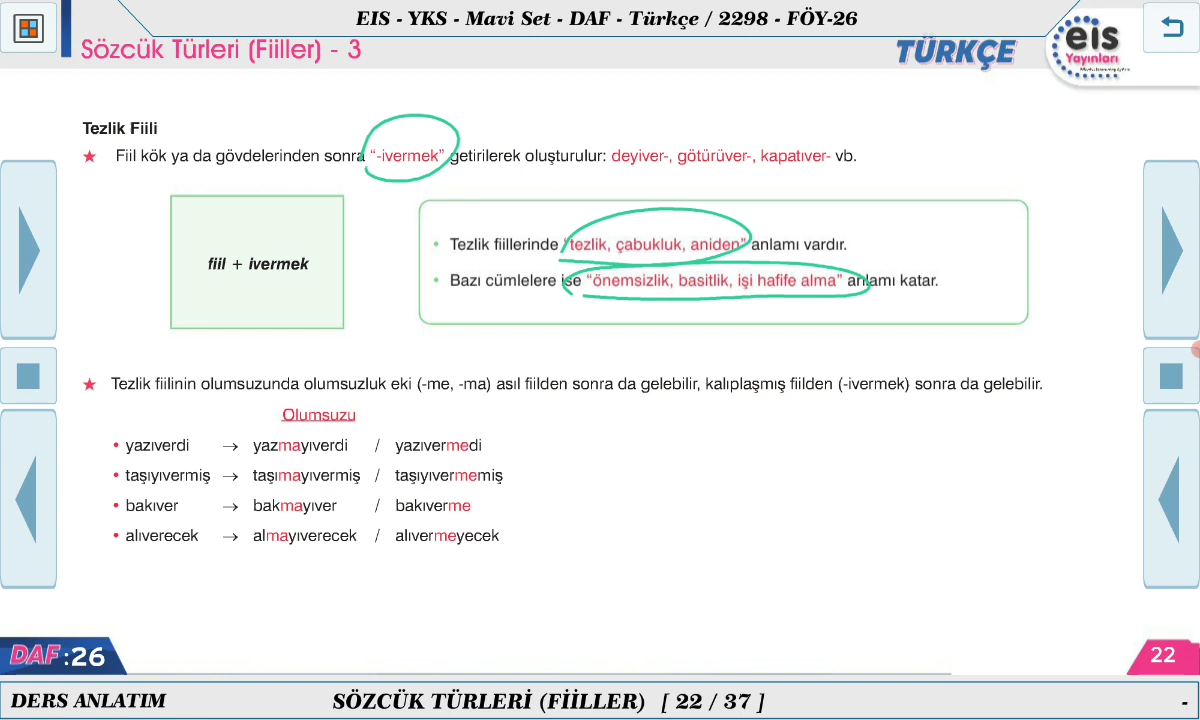 EIS - YKS - Mavi Set - DAF - Türkçe / 2298 - FÖY-26
Sözcük Türleri (Fiiller) - 3
TÜRKÇE
eis
Yayınları
Tezlik Fiili
★ Fiil kök ya da gövdelerinden sonra “-ivermek” getirilerek oluşturulur: deyiver-, götürüver-, kapatıver- vb.
fiil + ivermek
• Tezlik fiillerinde “tezlik, çabukluk, aniden” anlamı vardır.
• Bazı cümlelere ise “önemsizlik, basitlik, işi hafife alma” anlamı katar.
★ Tezlik fiilinin olumsuzunda olumsuzluk eki (-me, -ma) asıl fiilden sonra da gelebilir, kalıplaşmış fiilden (-ivermek) sonra da gelebilir.
Olumsuzu
• yazıverdi → yazmayıverdi / yazıvermedi
• taşıyıvermiş → taşımayıvermiş / taşıyıvermemiş
• bakıver → bakmayıver / bakıverme
• alıverecek → almayıverecek / alıvermeyecek
DAF :26
22
DERS ANLATIM SÖZCÜK TÜRLERİ (FİİLLER) [ 22 / 37 ] -